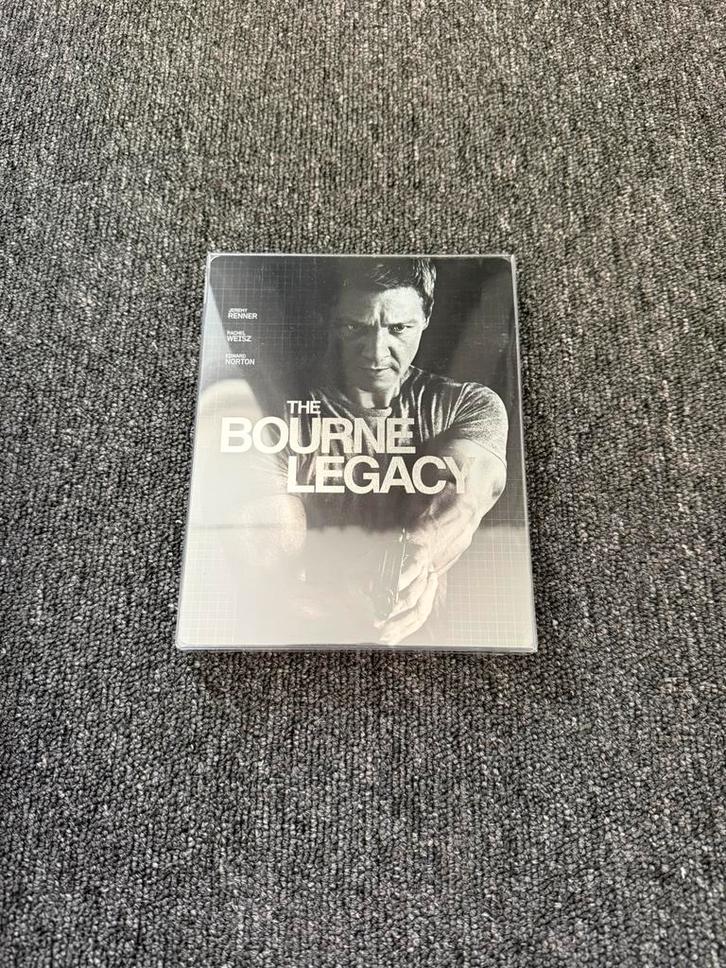 JEREMY
RENNER
RACHEL
WEISZ
EDWARD
NORTON
THE
BOURNE
LEGACY